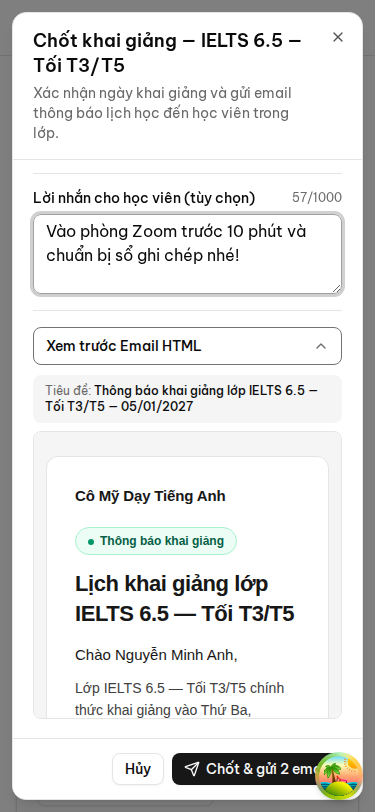 Chốt khai giảng — IELTS 6.5 —
Tối T3/T5
Xác nhận ngày khai giảng và gửi email
thông báo lịch học đến học viên trong
lớp.
Lời nhắn cho học viên (tùy chọn) 57/1000
Vào phòng Zoom trước 10 phút và
chuẩn bị sổ ghi chép nhé!
Xem trước Email HTML
Tiêu đề: Thông báo khai giảng lớp IELTS 6.5 —
Tối T3/T5 — 05/01/2027
Cô Mỹ Dạy Tiếng Anh
Thông báo khai giảng
Lịch khai giảng lớp
IELTS 6.5 — Tối T3/T5
Chào Nguyễn Minh Anh,
Lớp IELTS 6.5 — Tối T3/T5 chính
thức khai giảng vào Thứ Ba,
Hủy
Chốt & gửi 2